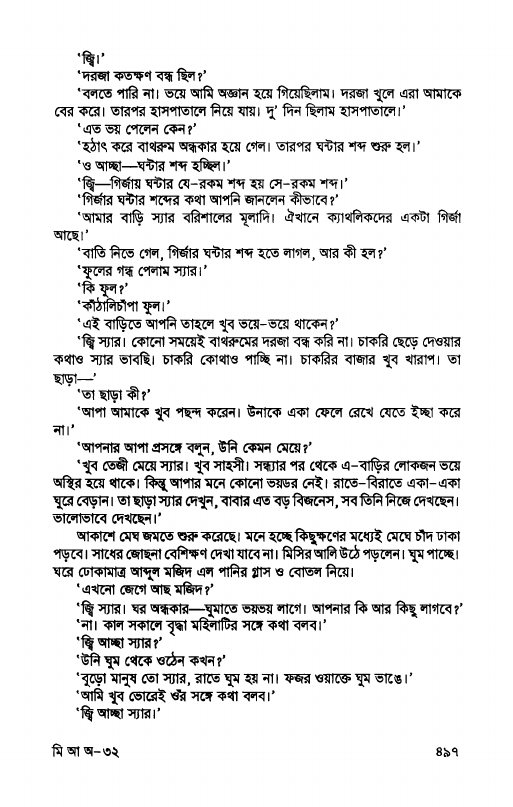 ‘জ্বি।’
‘দরজা কতক্ষণ বন্ধ ছিল?’
‘বলতে পারি না। ভয়ে আমি অজ্ঞান হয়ে গিয়েছিলাম। দরজা খুলে এরা আমাকে
বের করে। তারপর হাসপাতালে নিয়ে যায়। দু' দিন ছিলাম হাসপাতালে।’
‘এত ভয় পেলেন কেন?’
‘হঠাৎ করে বাথরুম অন্ধকার হয়ে গেল। তারপর ঘন্টার শব্দ শুরু হল।’
‘ও আচ্ছা—ঘন্টার শব্দ হচ্ছিল।’
‘জ্বি—গির্জায় ঘন্টার যে-রকম শব্দ হয় সে-রকম শব্দ।’
‘গির্জার ঘন্টার শব্দের কথা আপনি জানলেন কীভাবে?’
‘আমার বাড়ি স্যার বরিশালের মূলাদি। ঐখানে ক্যাথলিকদের একটা গির্জা
আছে।’
‘বাতি নিভে গেল, গির্জার ঘন্টার শব্দ হতে লাগল, আর কী হল?’
‘ফুলের গন্ধ পেলাম স্যার।’
‘কি ফুল?’
‘কাঁঠালিচাঁপা ফুল।’
‘এই বাড়িতে আপনি তাহলে খুব ভয়ে-ভয়ে থাকেন?’
‘জ্বি স্যার। কোনো সময়েই বাথরুমের দরজা বন্ধ করি না। চাকরি ছেড়ে দেওয়ার
কথাও স্যার ভাবছি। চাকরি কোথাও পাচ্ছি না। চাকরির বাজার খুব খারাপ। তা
ছাড়া—’
‘তা ছাড়া কী?’
‘আপা আমাকে খুব পছন্দ করেন। উনাকে একা ফেলে রেখে যেতে ইচ্ছা করে
না।’
‘আপনার আপা প্রসঙ্গে বলুন, উনি কেমন মেয়ে?’
‘খুব তেজী মেয়ে স্যার। খুব সাহসী। সন্ধ্যার পর থেকে এ-বাড়ির লোকজন ভয়ে
অস্থির হয়ে থাকে। কিন্তু আপার মনে কোনো ভয়ডর নেই। রাতে-বিরাতে একা-একা
ঘুরে বেড়ান। তা ছাড়া স্যার দেখুন, বাবার এত বড় বিজনেস, সব তিনি নিজে দেখছেন।
ভালোভাবে দেখছেন।’
আকাশে মেঘ জমতে শুরু করেছে। মনে হচ্ছে কিছুক্ষণের মধ্যেই মেঘে চাঁদ ঢাকা
পড়বে। সাধের জোছনা বেশিক্ষণ দেখা যাবে না। মিসির আলি উঠে পড়লেন। ঘুম পাচ্ছে।
ঘরে ঢোকামাত্র আব্দুল মজিদ এল পানির গ্লাস ও বোতল নিয়ে।
‘এখনো জেগে আছ মজিদ?’
‘জ্বি স্যার। ঘর অন্ধকার—ঘুমাতে ভয়ভয় লাগে। আপনার কি আর কিছু লাগবে?’
‘না। কাল সকালে বৃদ্ধা মহিলাটির সঙ্গে কথা বলব।’
‘জ্বি আচ্ছা স্যার?’
‘উনি ঘুম থেকে ওঠেন কখন?’
‘বুড়ো মানুষ তো স্যার, রাতে ঘুম হয় না। ফজর ওয়াক্তে ঘুম ভাঙে।’
‘আমি খুব ভোরেই ওঁর সঙ্গে কথা বলব।’
‘জ্বি আচ্ছা স্যার।’
মি আ অ-৩২
৪৯৭